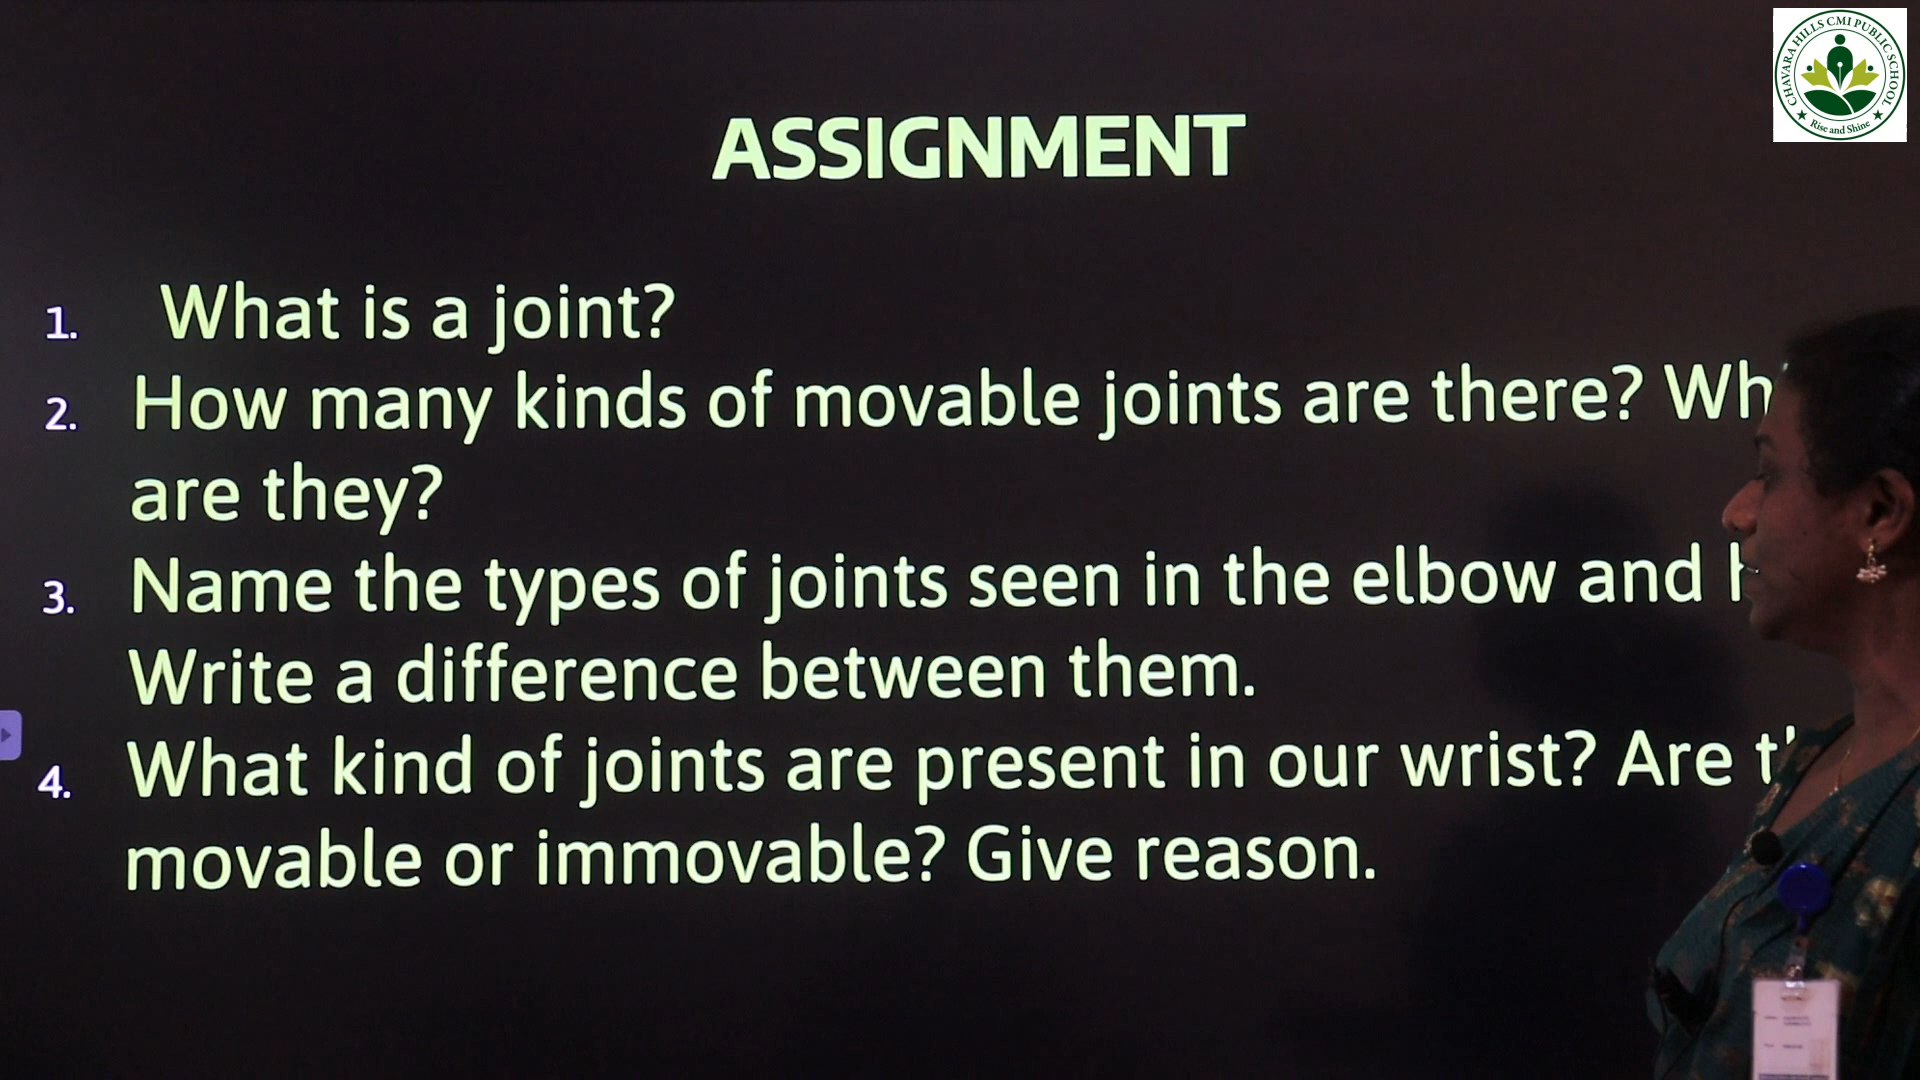 CHAVARA HILLS CMI PUBLIC SCHOOL
Rise and Shine
ASSIGNMENT
1. What is a joint?
2. How many kinds of movable joints are there?
are they?
3. Name the types of joints seen in the elbow and
Write a difference between them.
4. What kind of joints are present in our wrist? Are
movable or immovable? Give reason.